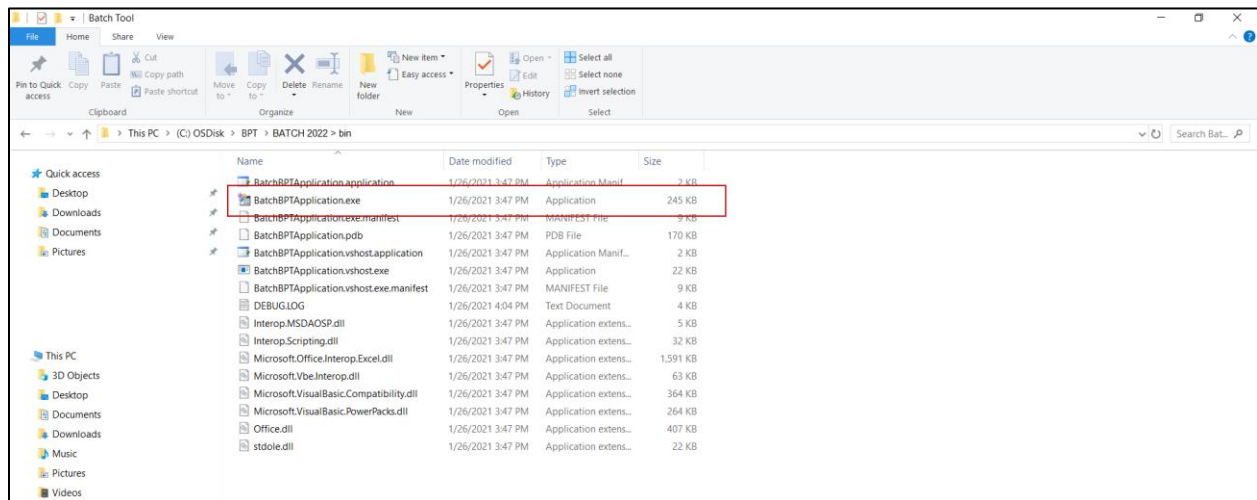 Batch Tool
File Home Share View
Pin to Quick access
Copy
Paste
Cut
Copy path
Paste shortcut
Clipboard
Move to
Copy to
Delete
Rename
Organize
New folder
New item
Easy access
New
Properties
Open
Edit
History
Open
Select all
Select none
Invert selection
Select
> This PC > (C:) OSDisk > BPT > BATCH 2022 > bin
Search Bat...
Name Date modified Type Size
BatchBPTApplication.application 1/26/2021 3:47 PM Application Manif... 2 KB
BatchBPTApplication.exe 1/26/2021 3:47 PM Application 245 KB
BatchBPTApplication.exe.manifest 1/26/2021 3:47 PM MANIFEST File 9 KB
BatchBPTApplication.pdb 1/26/2021 3:47 PM PDB File 170 KB
BatchBPTApplication.vshost.application 1/26/2021 3:47 PM Application Manif... 2 KB
BatchBPTApplication.vshost.exe 1/26/2021 3:47 PM Application 22 KB
BatchBPTApplication.vshost.exe.manifest 1/26/2021 3:47 PM MANIFEST File 9 KB
DEBUG.LOG 1/26/2021 4:04 PM Text Document 4 KB
Interop.MSDAOSP.dll 1/26/2021 3:47 PM Application extens... 5 KB
Interop.Scripting.dll 1/26/2021 3:47 PM Application extens... 32 KB
Microsoft.Office.Interop.Excel.dll 1/26/2021 3:47 PM Application extens... 1,591 KB
Microsoft.Vbe.Interop.dll 1/26/2021 3:47 PM Application extens... 63 KB
Microsoft.VisualBasic.Compatibility.dll 1/26/2021 3:47 PM Application extens... 364 KB
Microsoft.VisualBasic.PowerPacks.dll 1/26/2021 3:47 PM Application extens... 264 KB
Office.dll 1/26/2021 3:47 PM Application extens... 407 KB
stdole.dll 1/26/2021 3:47 PM Application extens... 22 KB
Quick access
Desktop
Downloads
Documents
Pictures
This PC
3D Objects
Desktop
Documents
Downloads
Music
Pictures
Videos